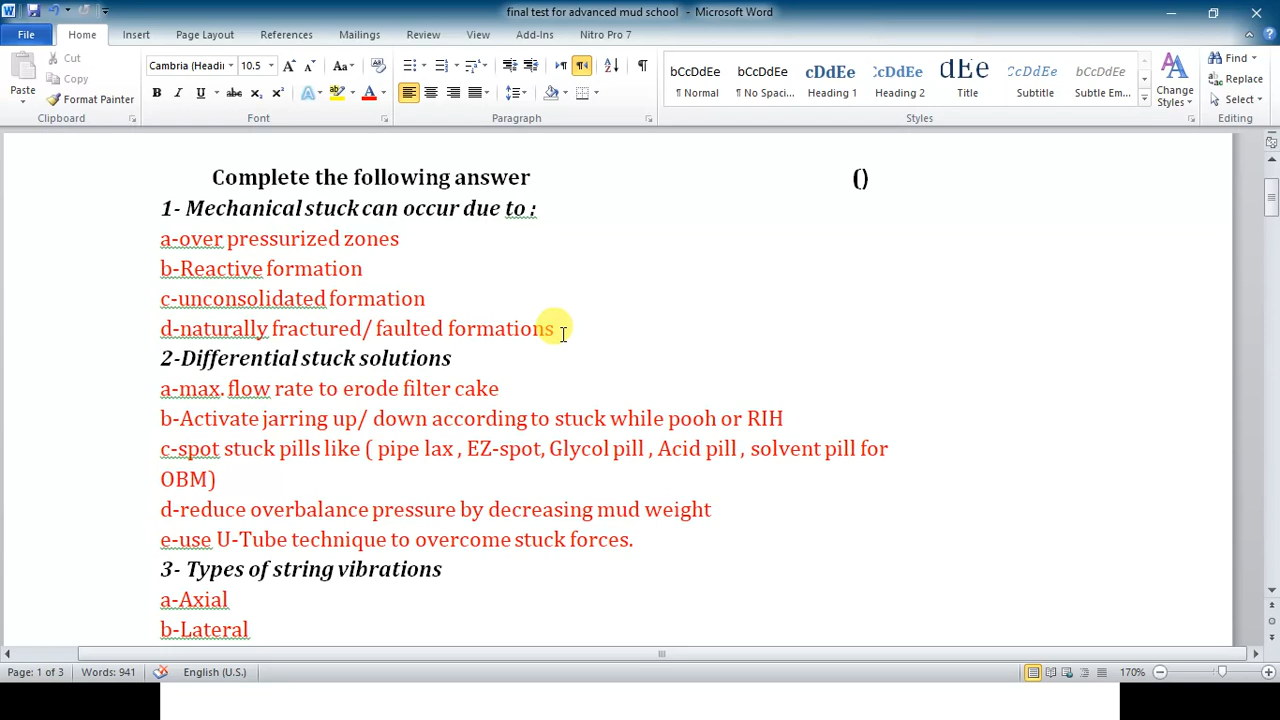 final test for advanced mud school - Microsoft Word
File Home Insert Page Layout References Mailings Review View Add-Ins Nitro Pro 7
Cut
Copy
Format Painter
Paste
Clipboard
Cambria (Headi 10.5
Font
Paragraph
bCcDdEe bCcDdEe cDdEe :CcDdEe dEe CcDdEe bCcDdEe
¶ Normal ¶ No Spaci... Heading 1 Heading 2 Title Subtitle Subtle Em...
Styles
Change Styles
Find
Replace
Select
Editing
Complete the following answer ()
1- Mechanical stuck can occur due to :
a-over pressurized zones
b-Reactive formation
c-unconsolidated formation
d-naturally fractured/ faulted formations
2-Differential stuck solutions
a-max. flow rate to erode filter cake
b-Activate jarring up/ down according to stuck while pooh or RIH
c-spot stuck pills like ( pipe lax , EZ-spot, Glycol pill , Acid pill , solvent pill for
OBM)
d-reduce overbalance pressure by decreasing mud weight
e-use U-Tube technique to overcome stuck forces.
3- Types of string vibrations
a-Axial
b-Lateral
Page: 1 of 3 Words: 941 English (U.S.) 170%